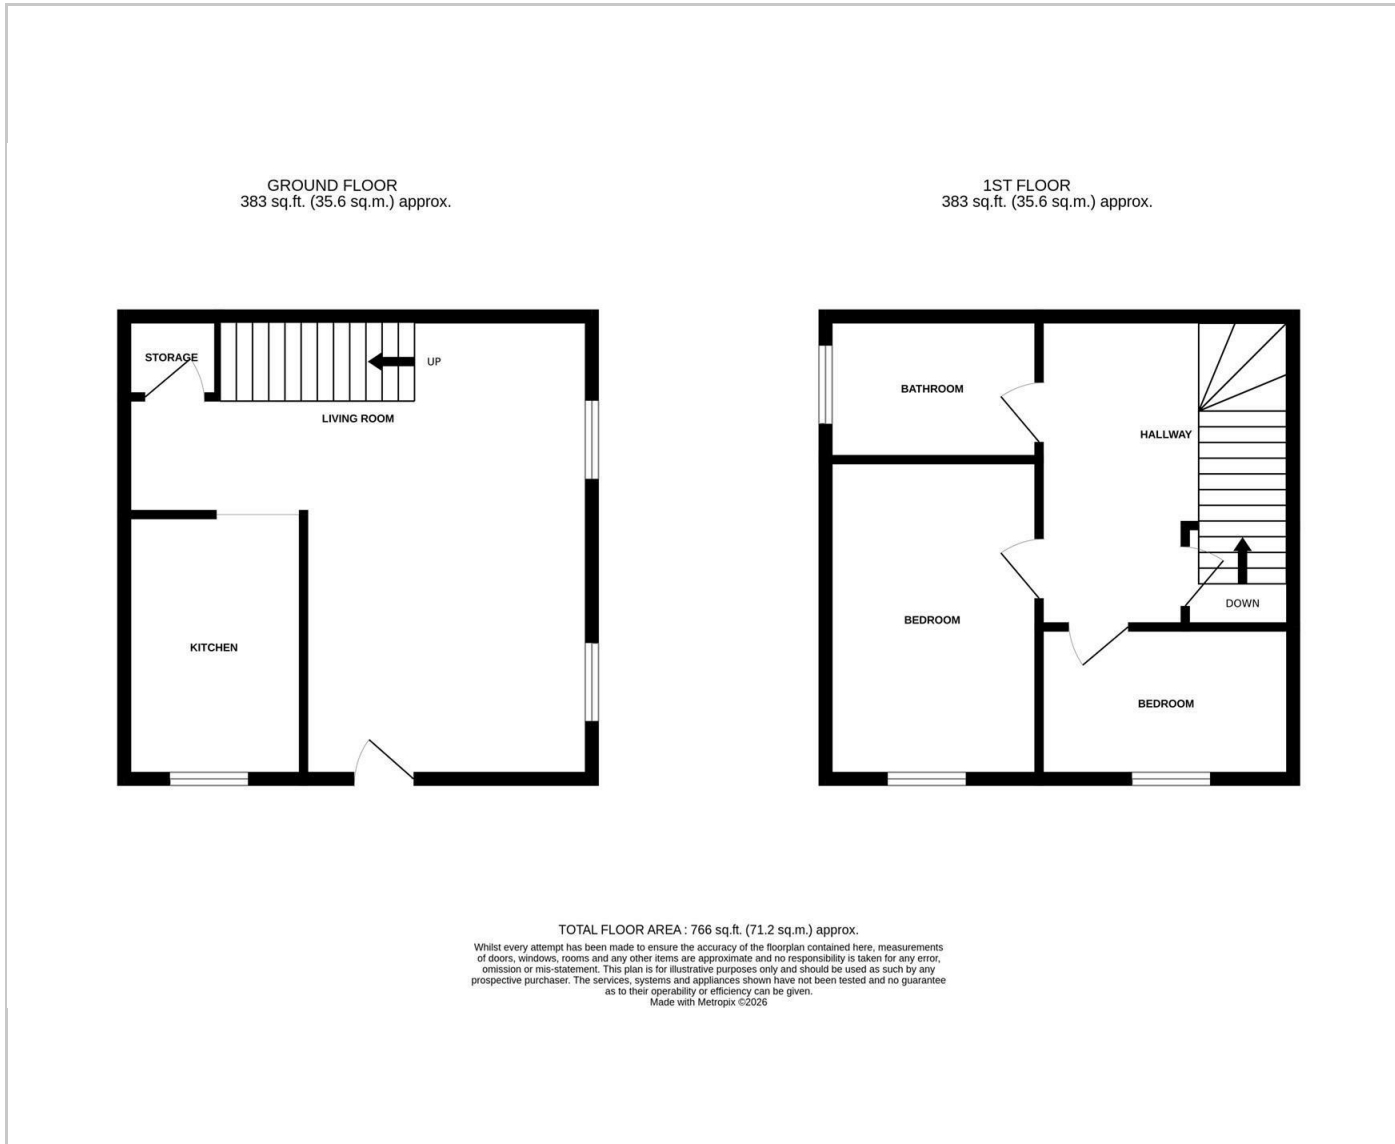 GROUND FLOOR
383 sq.ft. (35.6 sq.m.) approx.
STORAGE
UP
LIVING ROOM
KITCHEN
1ST FLOOR
383 sq.ft. (35.6 sq.m.) approx.
BATHROOM
HALLWAY
DOWN
BEDROOM
BEDROOM
TOTAL FLOOR AREA : 766 sq.ft. (71.2 sq.m.) approx.
Whilst every attempt has been made to ensure the accuracy of the floorplan contained here, measurements
of doors, windows, rooms and any other items are approximate and no responsibility is taken for any error,
omission or mis-statement. This plan is for illustrative purposes only and should be used as such by any
prospective purchaser. The services, systems and appliances shown have not been tested and no guarantee
as to their operability or efficiency can be given.
Made with Metropix ©2026